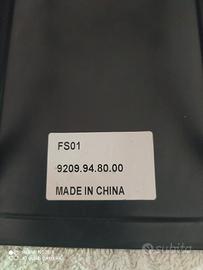 FS01
9209.94.80.00
MADE IN CHINA
subito